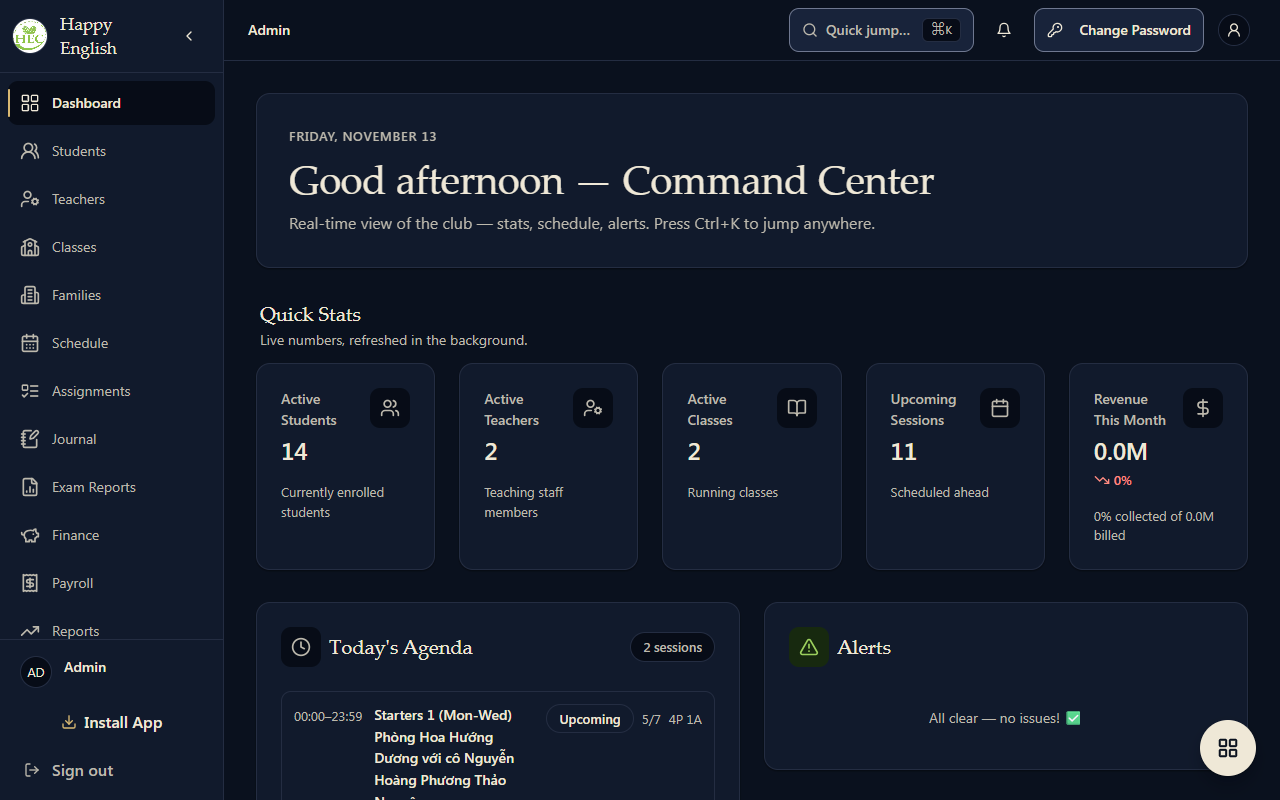 HEC
Happy
English
Admin
Quick jump...
⌘K
Change Password
Dashboard
Students
Teachers
Classes
Families
Schedule
Assignments
Journal
Exam Reports
Finance
Payroll
Reports
AD
Admin
Install App
Sign out
FRIDAY, NOVEMBER 13
Good afternoon — Command Center
Real-time view of the club — stats, schedule, alerts. Press Ctrl+K to jump anywhere.
Quick Stats
Live numbers, refreshed in the background.
Active
Students
14
Currently enrolled
students
Active
Teachers
2
Teaching staff
members
Active
Classes
2
Running classes
Upcoming
Sessions
11
Scheduled ahead
Revenue
This Month
0.0M
0%
0% collected of 0.0M
billed
Today's Agenda
2 sessions
00:00–23:59
Starters 1 (Mon-Wed)
Phòng Hoa Hướng
Dương với cô Nguyễn
Hoàng Phương Thảo
Upcoming
5/7
4P 1A
Alerts
All clear — no issues! ✅